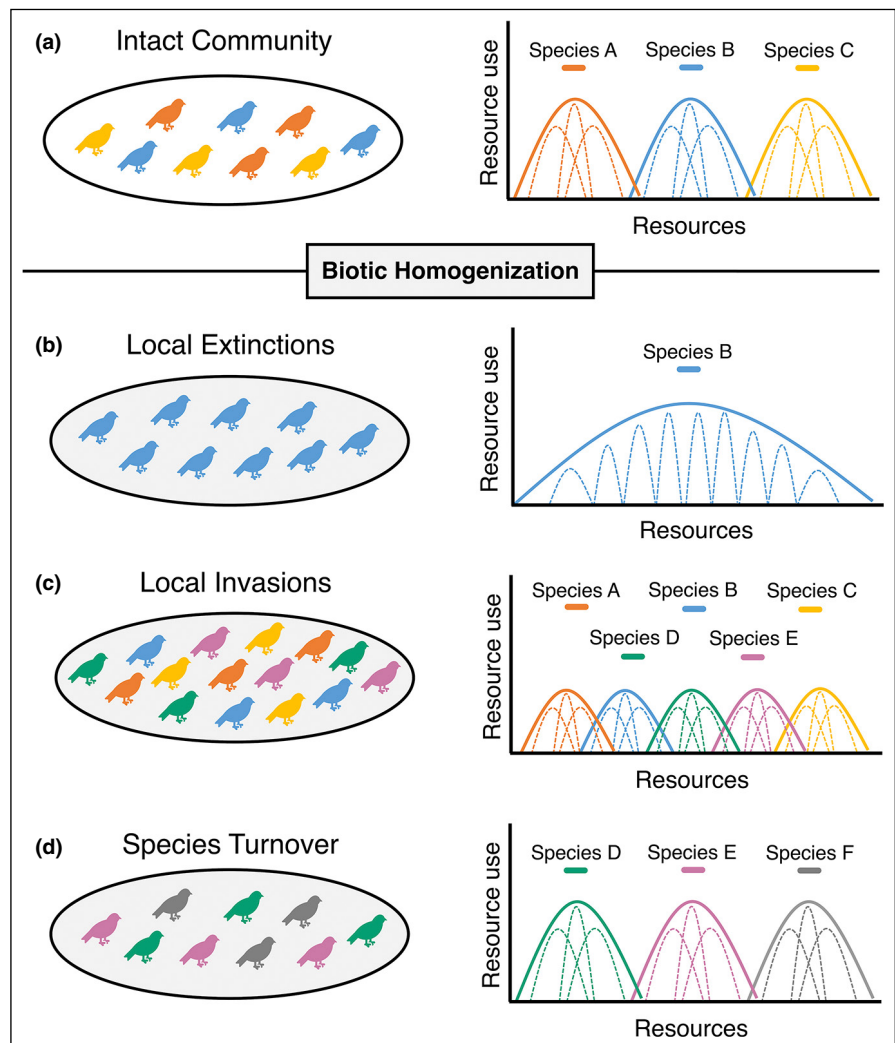 (a)
Intact Community
Species A
Species B
Species C
Resource use
Resources
Biotic Homogenization
(b)
Local Extinctions
Species B
Resource use
Resources
(c)
Local Invasions
Species A
Species B
Species C
Species D
Species E
Resource use
Resources
(d)
Species Turnover
Species D
Species E
Species F
Resource use
Resources